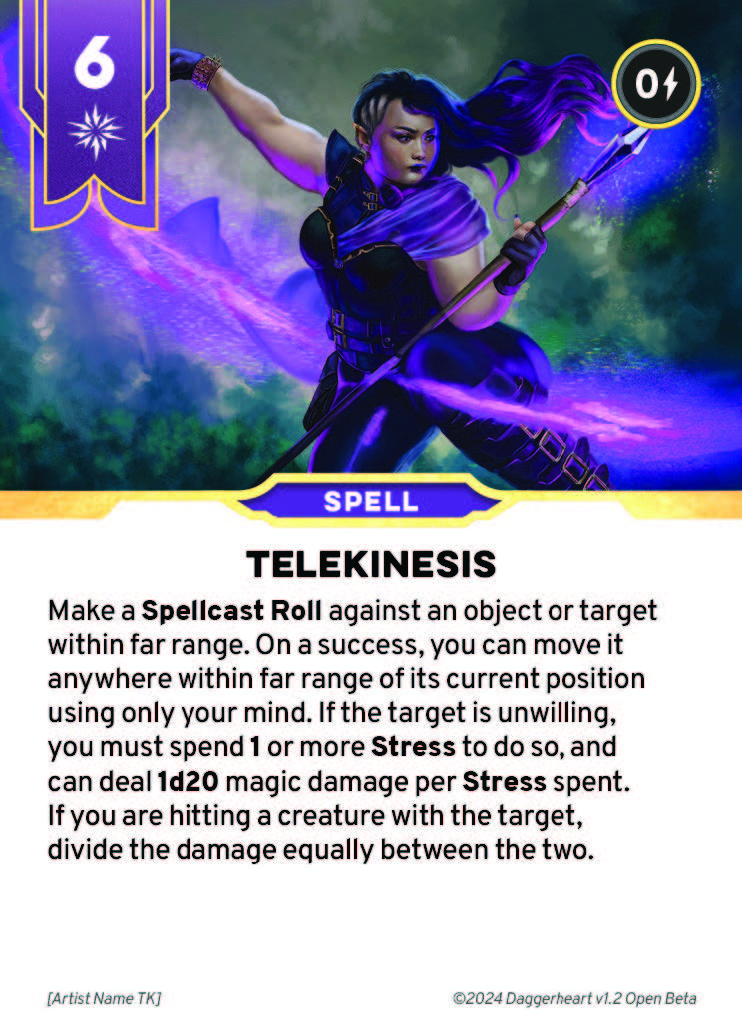 6
0
SPELL
TELEKINESIS
Make a Spellcast Roll against an object or target
within far range. On a success, you can move it
anywhere within far range of its current position
using only your mind. If the target is unwilling,
you must spend 1 or more Stress to do so, and
can deal 1d20 magic damage per Stress spent.
If you are hitting a creature with the target,
divide the damage equally between the two.
[Artist Name TK]
©2024 Daggerheart v1.2 Open Beta